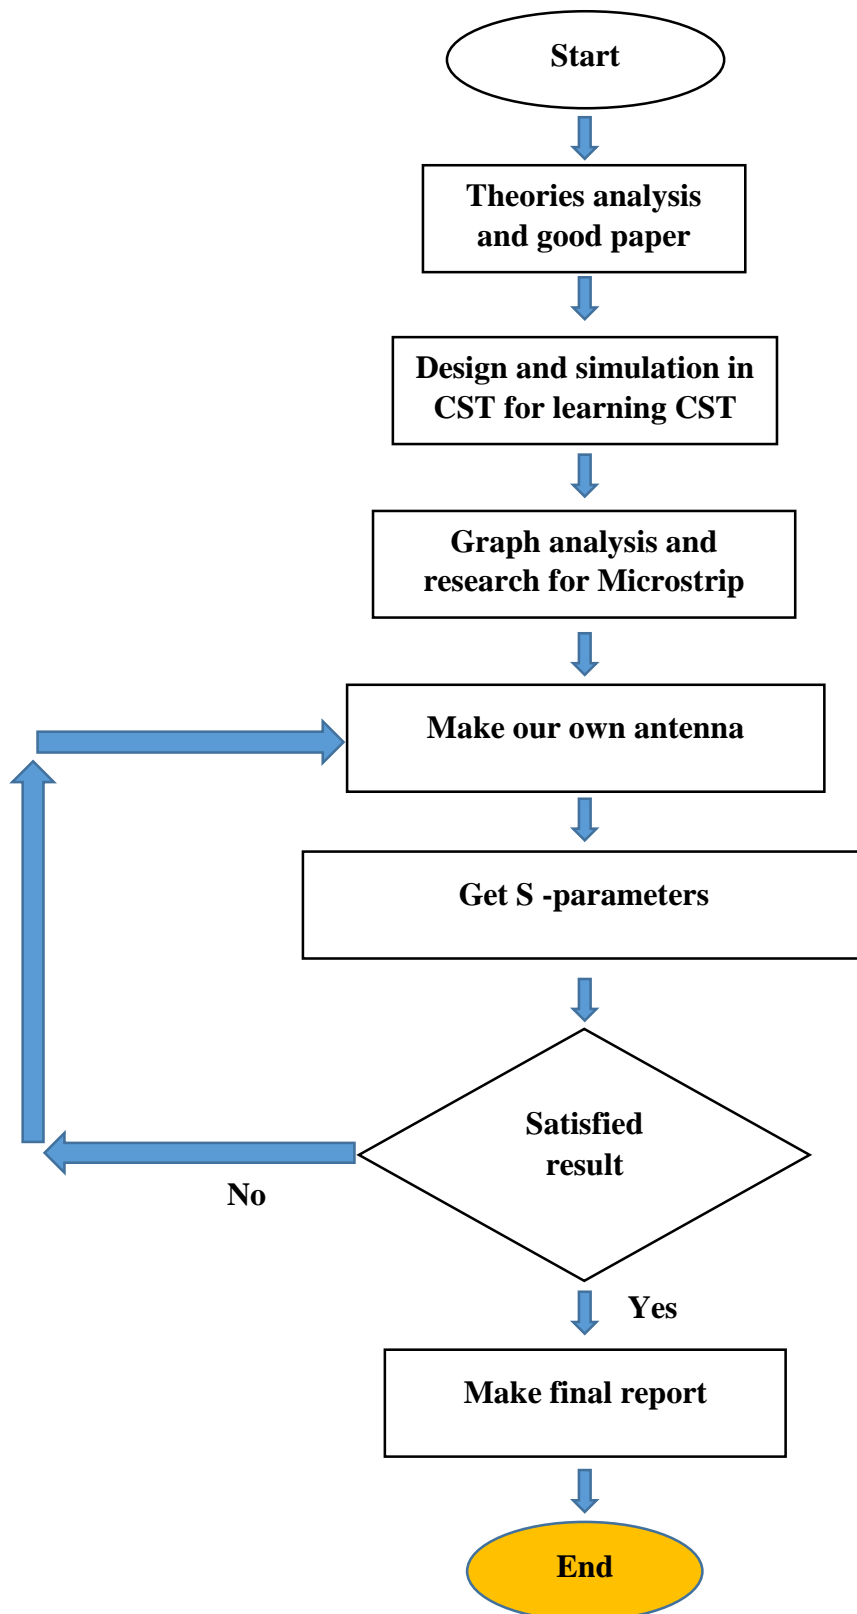 Start
Theories analysis
and good paper
Design and simulation in
CST for learning CST
Graph analysis and
research for Microstrip
Make our own antenna
Get S -parameters
Satisfied
result
No
Yes
Make final report
End